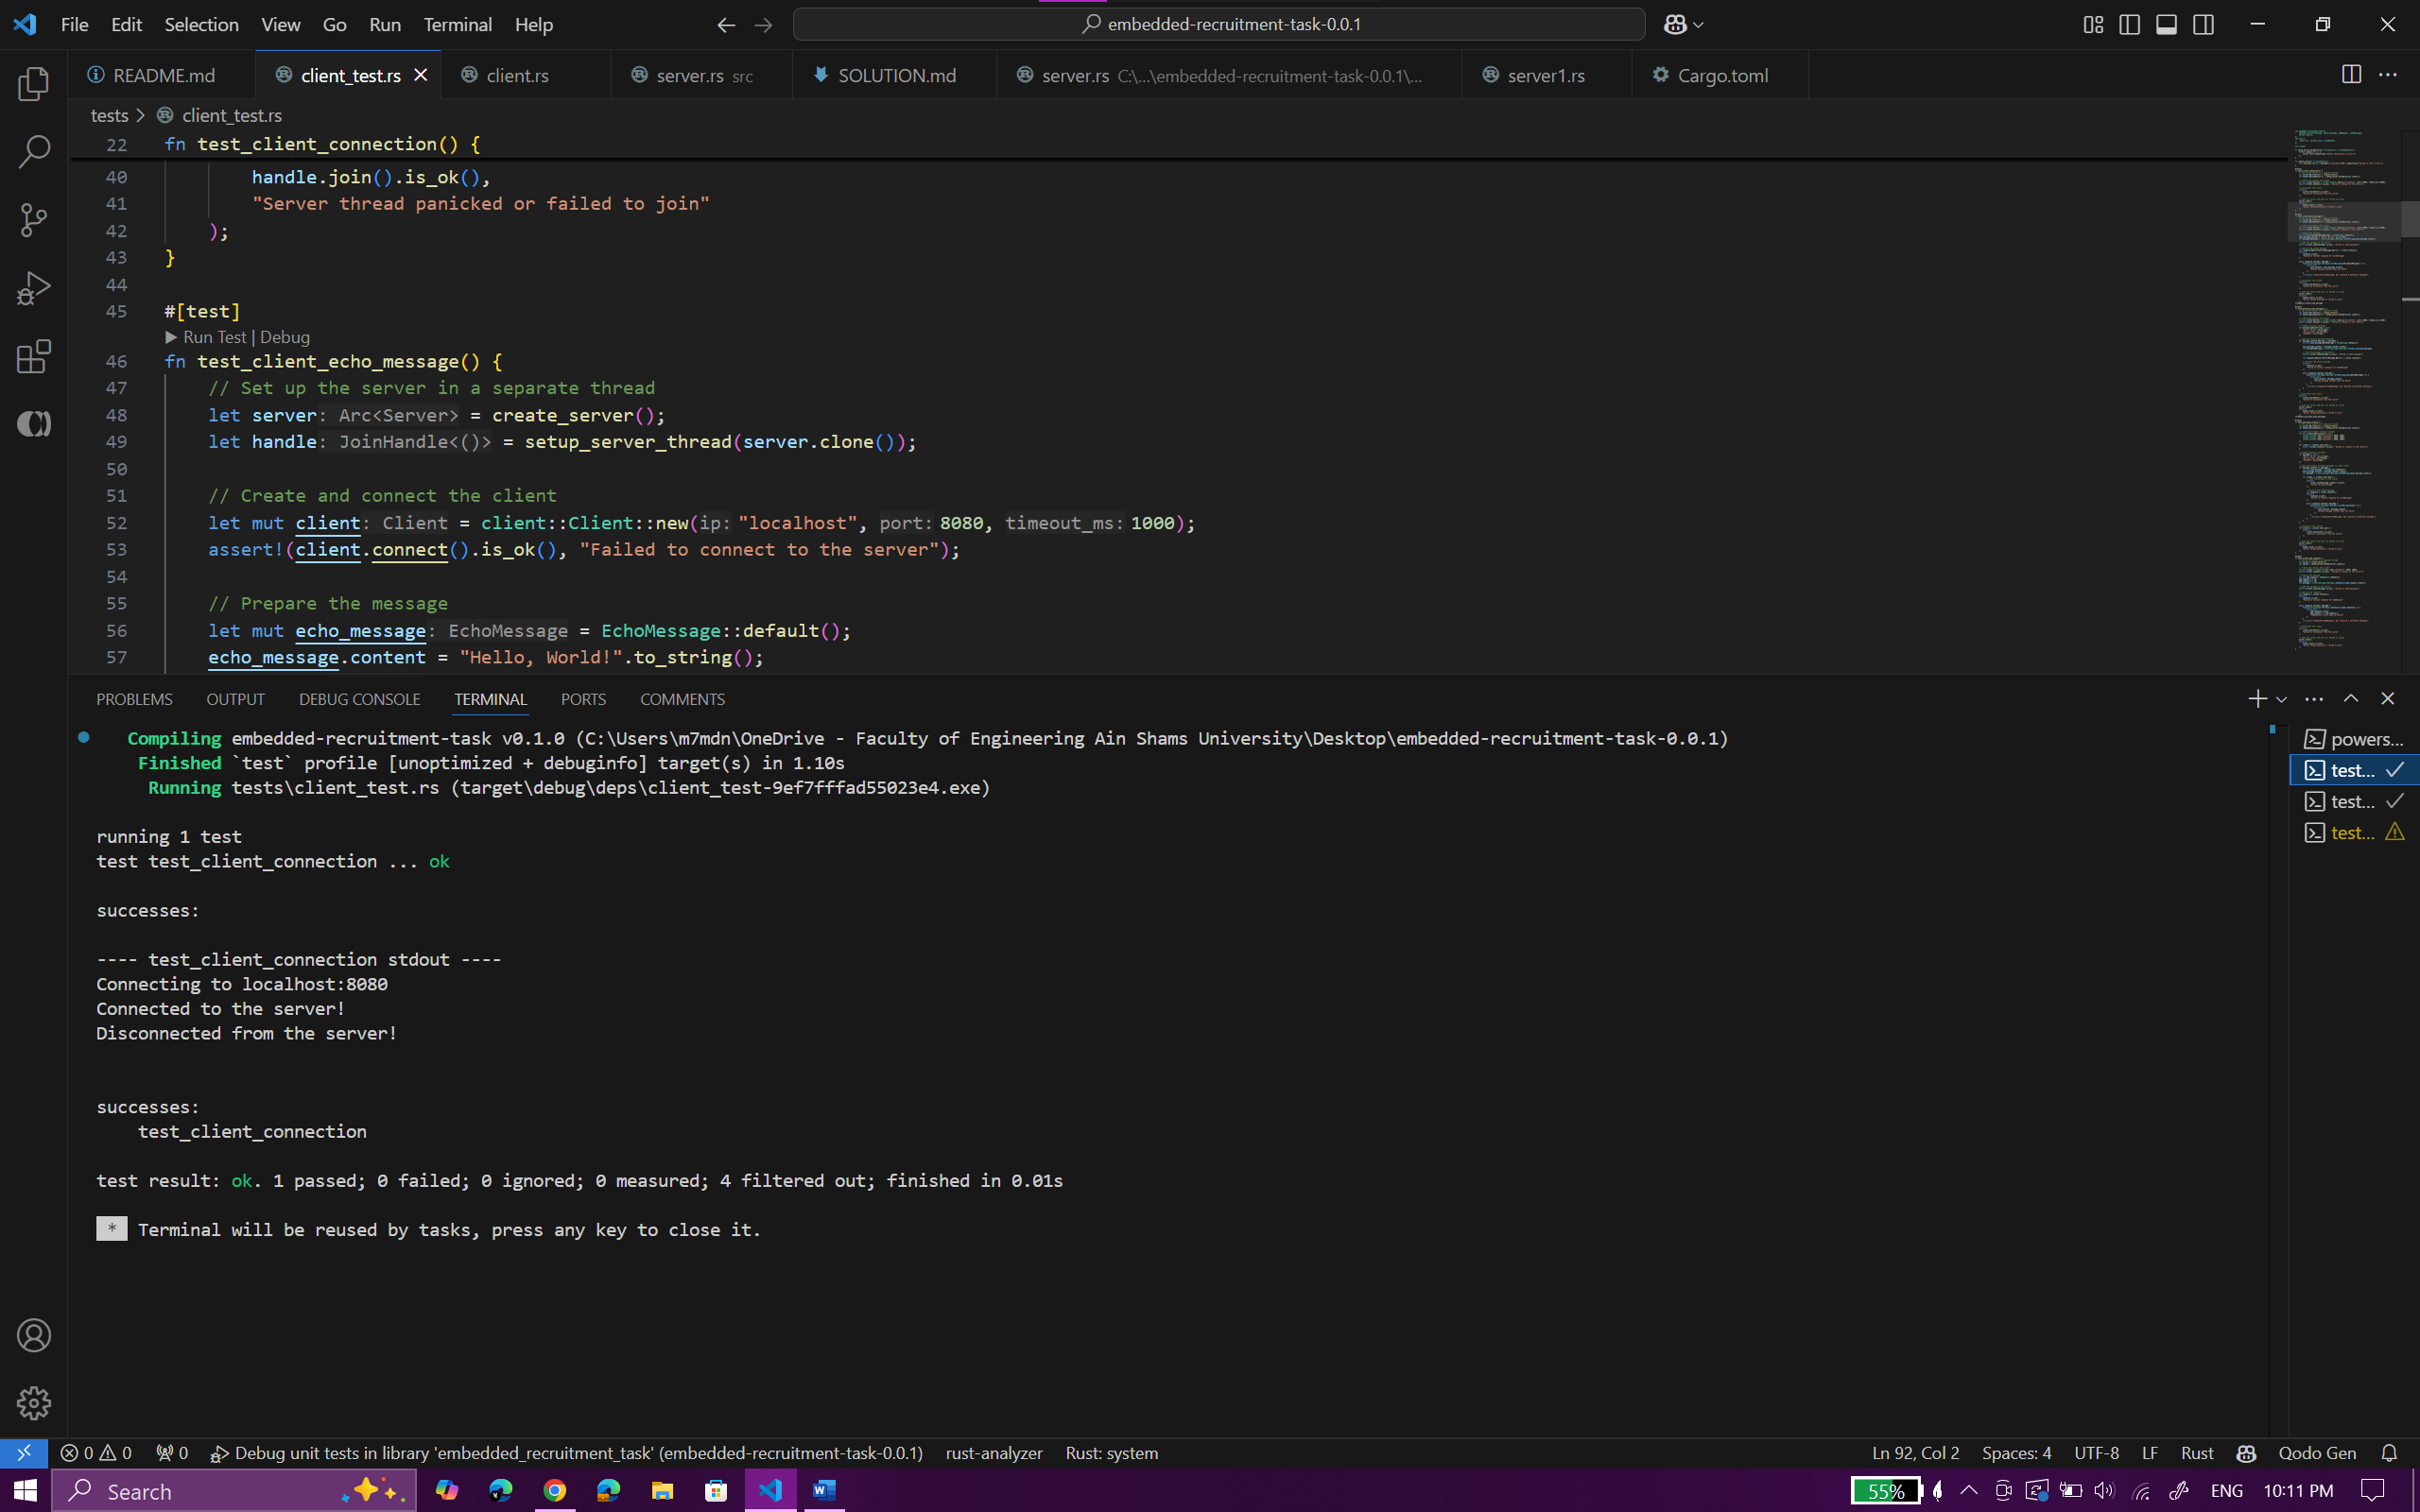 File Edit Selection View Go Run Terminal Help
embedded-recruitment-task-0.0.1
README.md client_test.rs client.rs server.rs src SOLUTION.md server.rs C:\...\embedded-recruitment-task-0.0.1\... server1.rs Cargo.toml
tests > client_test.rs
22 fn test_client_connection() {
40 handle.join().is_ok(),
41 "Server thread panicked or failed to join"
42 );
43 }
44
45 #[test]
Run Test | Debug
46 fn test_client_echo_message() {
47 // Set up the server in a separate thread
48 let server: Arc<Server> = create_server();
49 let handle: JoinHandle<()> = setup_server_thread(server.clone());
50
51 // Create and connect the client
52 let mut client: Client = client::Client::new(ip: "localhost", port: 8080, timeout_ms: 1000);
53 assert!(client.connect().is_ok(), "Failed to connect to the server");
54
55 // Prepare the message
56 let mut echo_message: EchoMessage = EchoMessage::default();
57 echo_message.content = "Hello, World!".to_string();
PROBLEMS OUTPUT DEBUG CONSOLE TERMINAL PORTS COMMENTS
Compiling embedded-recruitment-task v0.1.0 (C:\Users\m7mdn\OneDrive - Faculty of Engineering Ain Shams University\Desktop\embedded-recruitment-task-0.0.1)
Finished `test` profile [unoptimized + debuginfo] target(s) in 1.10s
Running tests\client_test.rs (target\debug\deps\client_test-9ef7fffad55023e4.exe)
running 1 test
test test_client_connection ... ok
successes:
---- test_client_connection stdout ----
Connecting to localhost:8080
Connected to the server!
Disconnected from the server!
successes:
test_client_connection
test result: ok. 1 passed; 0 failed; 0 ignored; 0 measured; 4 filtered out; finished in 0.01s
* Terminal will be reused by tasks, press any key to close it.
powers...
test...
test...
test...
0 0 0 Debug unit tests in library 'embedded_recruitment_task' (embedded-recruitment-task-0.0.1) rust-analyzer Rust: system Ln 92, Col 2 Spaces: 4 UTF-8 LF Rust Qodo Gen
Search 55% ENG 10:11 PM